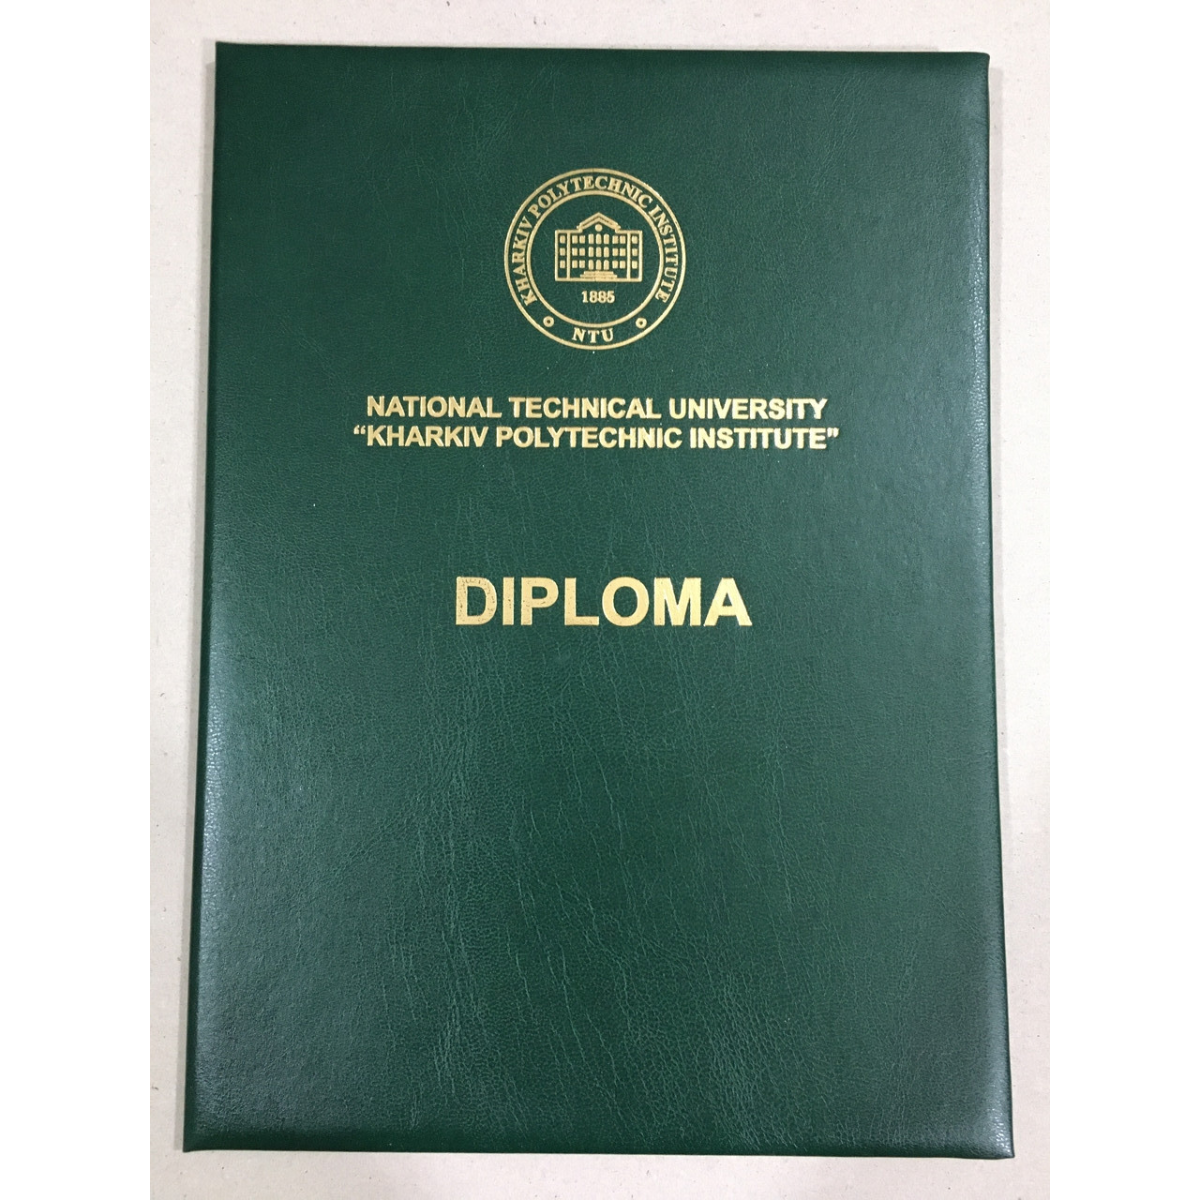 KHARKIV POLYTECHNIC INSTITUTE
1885
NTU
NATIONAL TECHNICAL UNIVERSITY
“KHARKIV POLYTECHNIC INSTITUTE"
DIPLOMA